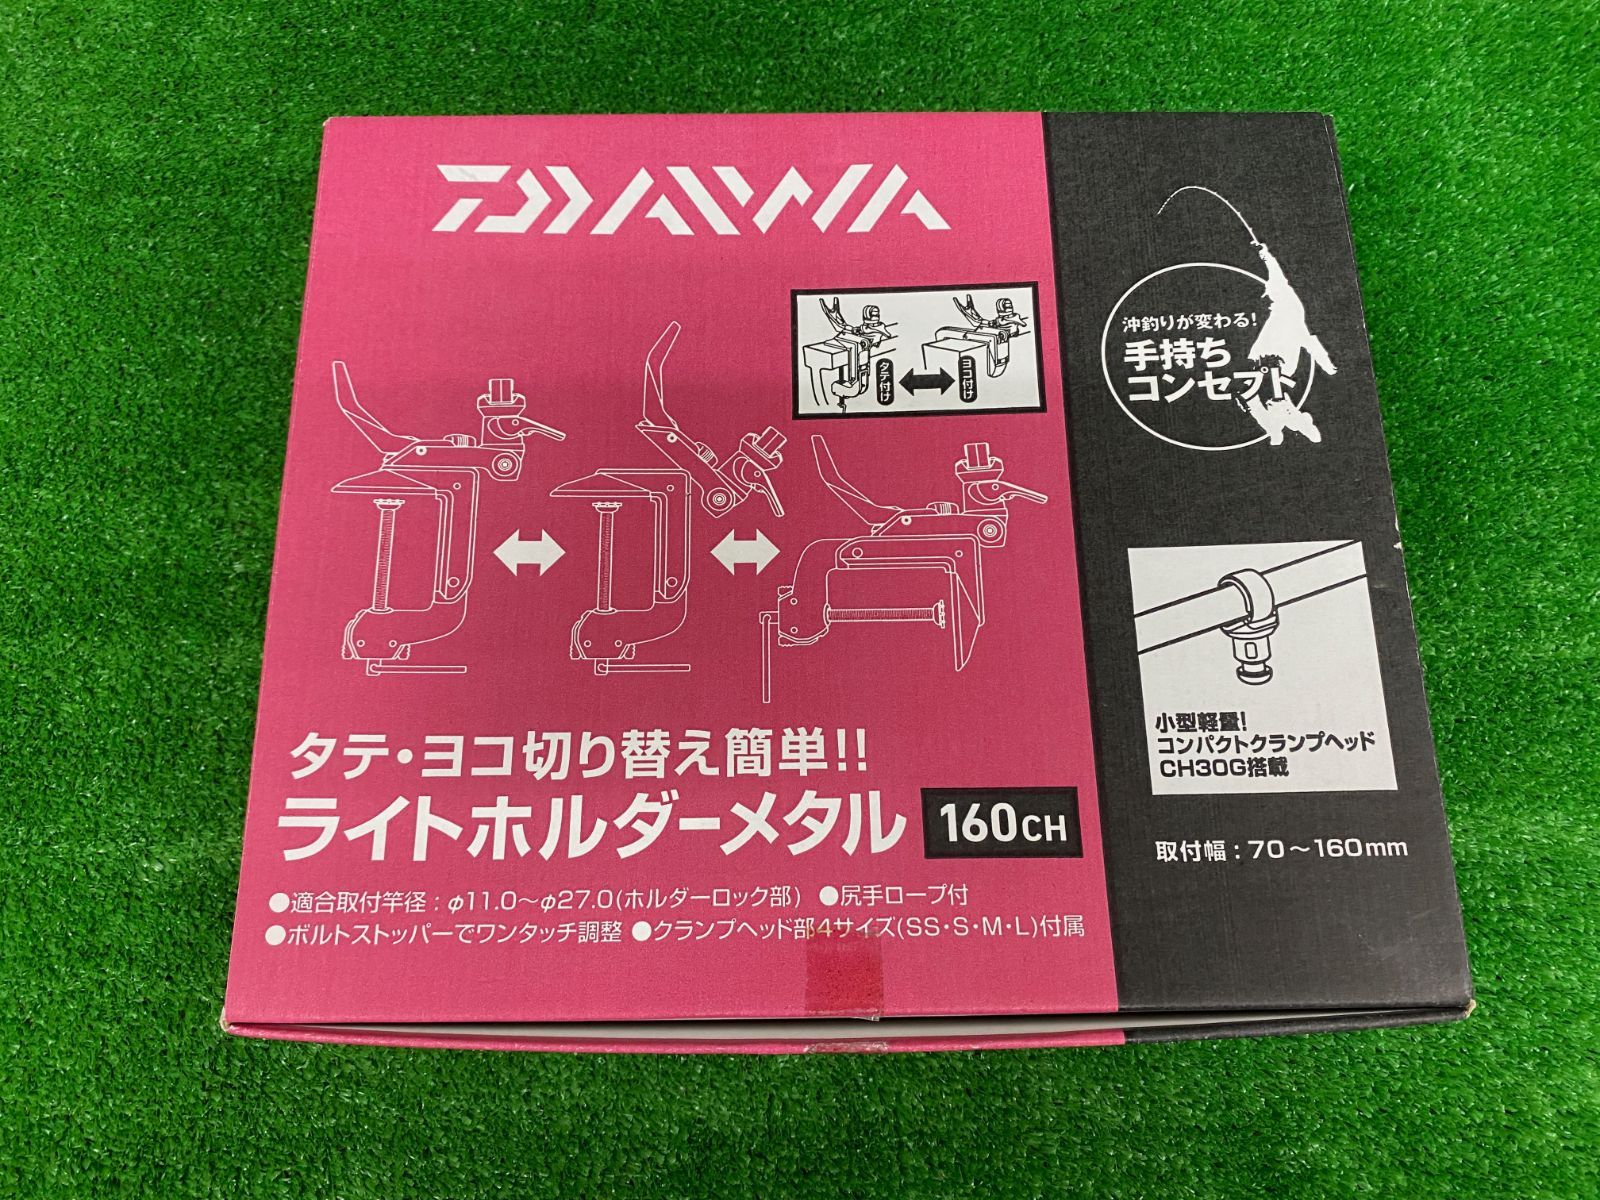 DAIWA
タテ付け
ヨコ付け
沖釣りが変わる!
手持ち
コンセプト
小型軽量!
コンパクトクランプヘッド
CH30G搭載
取付幅：70～160mm
タテ・ヨコ切り替え簡単!!
ライトホルダーメタル 160CH
●適合取付竿径：φ11.0～φ27.0(ホルダーロック部) ●尻手ロープ付
●ボルトストッパーでワンタッチ調整 ●クランプヘッド部4サイズ(SS・S・M・L)付属